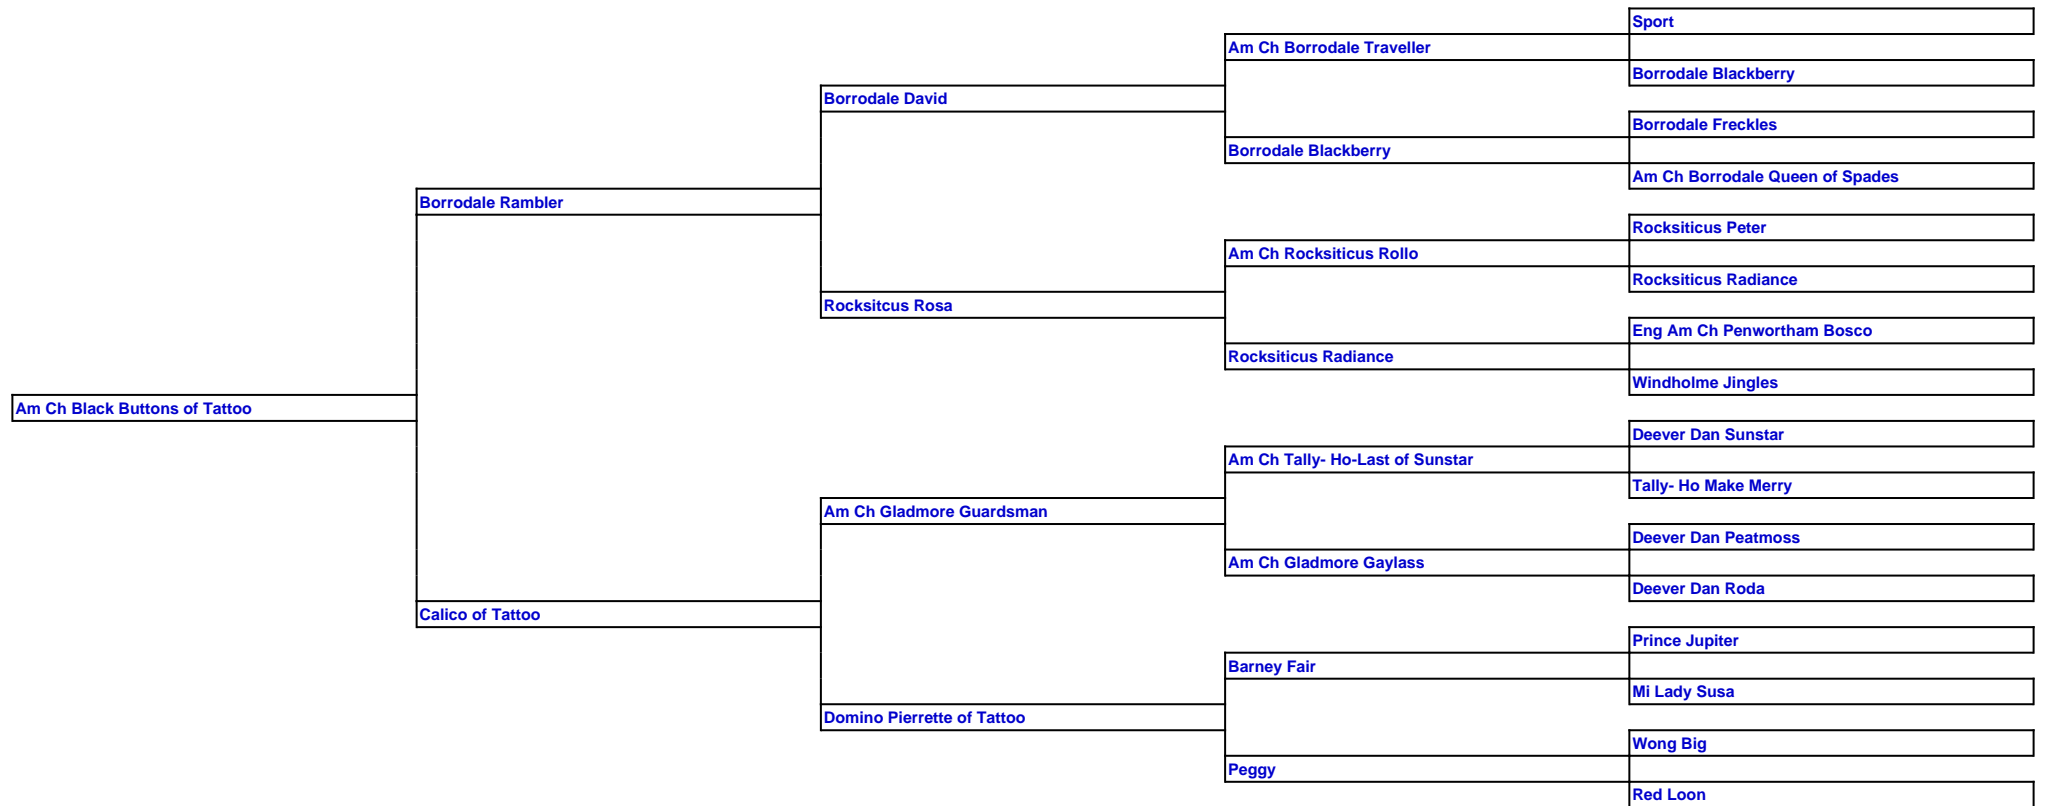 Sport
Am Ch Borrodale Traveller
Borrodale Blackberry
Borrodale David
Borrodale Freckles
Borrodale Blackberry
Am Ch Borrodale Queen of Spades
Borrodale Rambler
Rocksiticus Peter
Am Ch Rocksiticus Rollo
Rocksiticus Radiance
Rocksitcus Rosa
Eng Am Ch Penwortham Bosco
Rocksiticus Radiance
Windholme Jingles
Am Ch Black Buttons of Tattoo
Deever Dan Sunstar
Am Ch Tally- Ho-Last of Sunstar
Tally- Ho Make Merry
Am Ch Gladmore Guardsman
Deever Dan Peatmoss
Am Ch Gladmore Gaylass
Deever Dan Roda
Calico of Tattoo
Prince Jupiter
Barney Fair
Mi Lady Susa
Domino Pierrette of Tattoo
Wong Big
Peggy
Red Loon